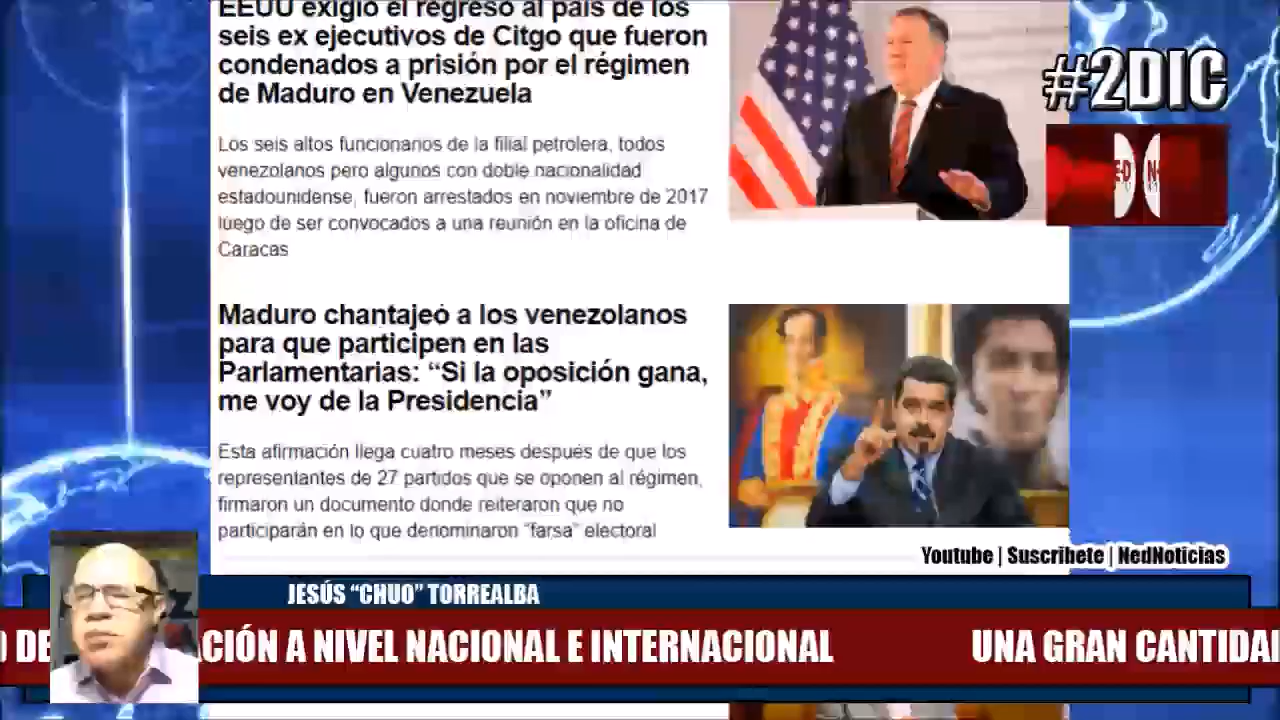 EEUU exigió el regreso al país de los
seis ex ejecutivos de Citgo que fueron
condenados a prisión por el régimen
de Maduro en Venezuela
Los seis altos funcionarios de la filial petrolera, todos
venezolanos pero algunos con doble nacionalidad
estadounidense, fueron arrestados en noviembre de 2017
luego de ser convocados a una reunión en la oficina de
Caracas
#2DIC
Maduro chantajeó a los venezolanos
para que participen en las
Parlamentarias: “Si la oposición gana,
me voy de la Presidencia”
Esta afirmación llega cuatro meses después de que los
representantes de 27 partidos que se oponen al régimen,
firmaron un documento donde reiteraron que no
participarán en lo que denominaron “farsa” electoral
Youtube | Suscribete | NedNoticias
JESÚS “CHUO” TORREALBA
O DE
ACIÓN A NIVEL NACIONAL E INTERNACIONAL
UNA GRAN CANTIDA